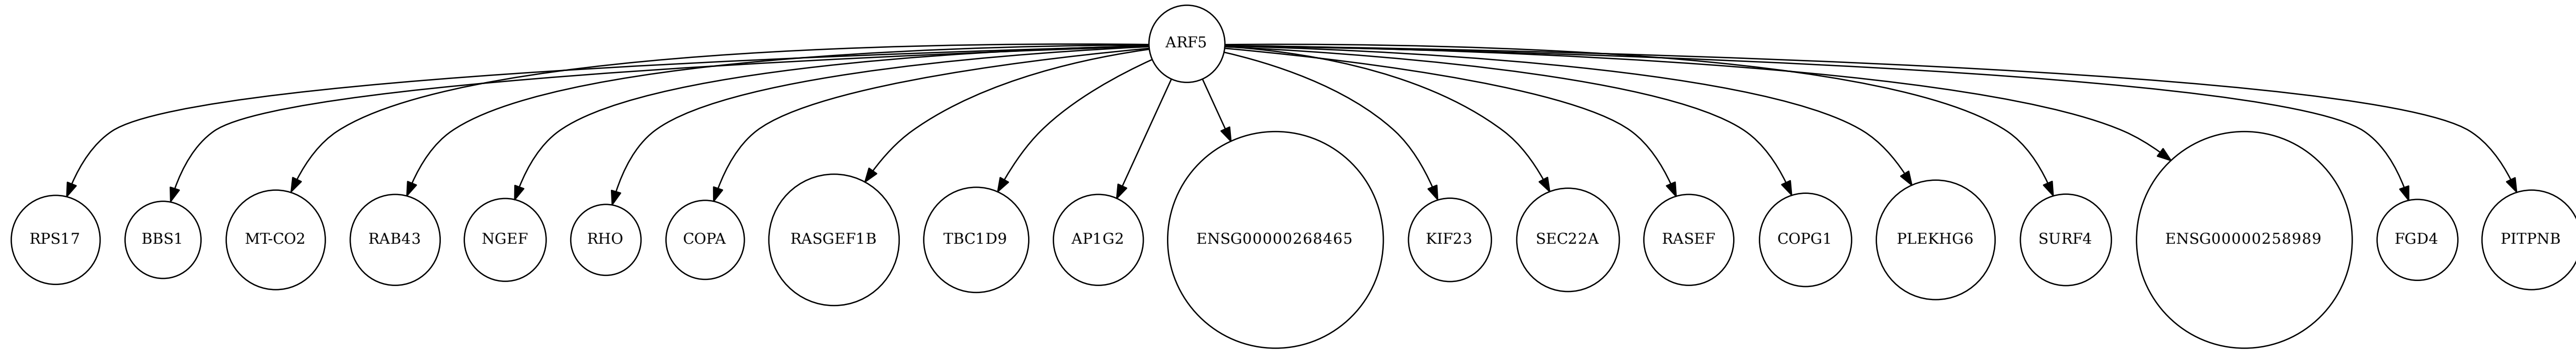 ARF5
RPS17
BBS1
MT-CO2
RAB43
NGEF
RHO
COPA
RASGEF1B
TBC1D9
AP1G2
ENSG00000268465
KIF23
SEC22A
RASEF
COPG1
PLEKHG6
SURF4
ENSG00000258989
FGD4
PITPNB